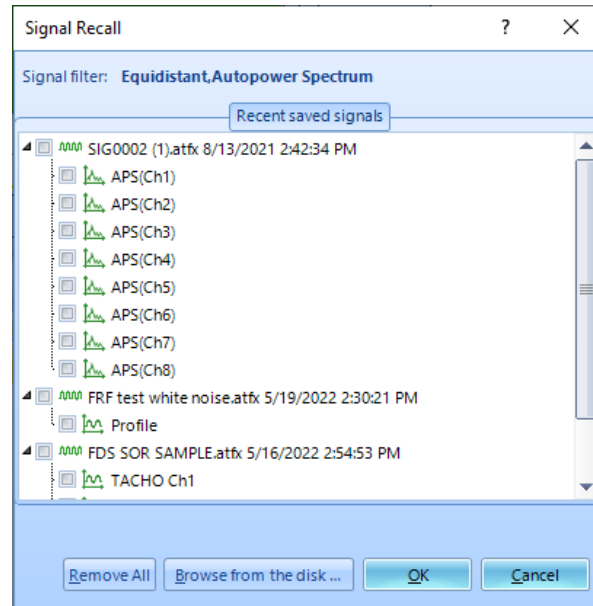 Signal Recall ? X
Signal filter: Equidistant,Autopower Spectrum
Recent saved signals
SIG0002 (1).atfx 8/13/2021 2:42:34 PM
APS(Ch1)
APS(Ch2)
APS(Ch3)
APS(Ch4)
APS(Ch5)
APS(Ch6)
APS(Ch7)
APS(Ch8)
FRF test white noise.atfx 5/19/2022 2:30:21 PM
Profile
FDS SOR SAMPLE.atfx 5/16/2022 2:54:53 PM
TACHO Ch1
Remove All Browse from the disk ... OK Cancel